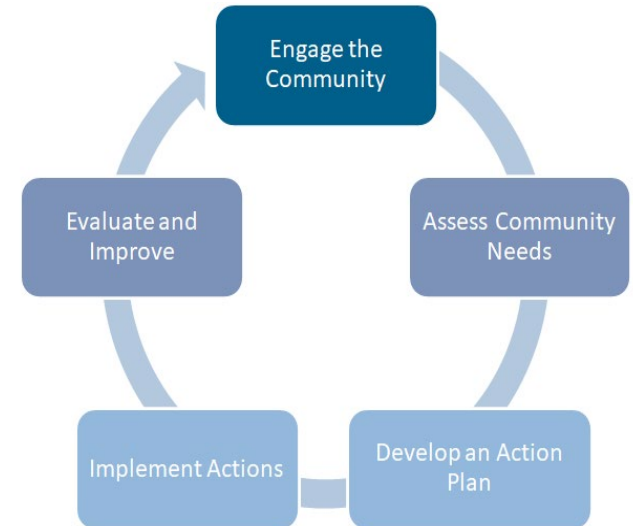 Engage the
Community
Assess Community
Needs
Develop an Action
Plan
Implement Actions
Evaluate and
Improve